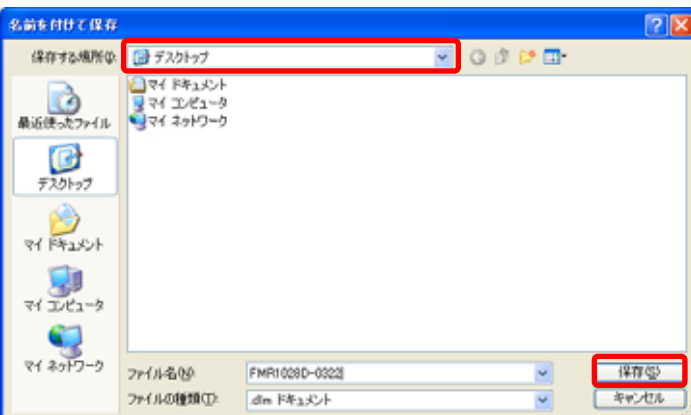 名前を付けて保存
保存する場所(I):
デスクトップ
マイ ドキュメント
マイ コンピュータ
マイ ネットワーク
最近使ったファイル
デスクトップ
マイ ドキュメント
マイ コンピュータ
マイ ネットワーク
ファイル名(N):
FMR1028D-0322
保存(S)
ファイルの種類(T):
.dlm ドキュメント
キャンセル